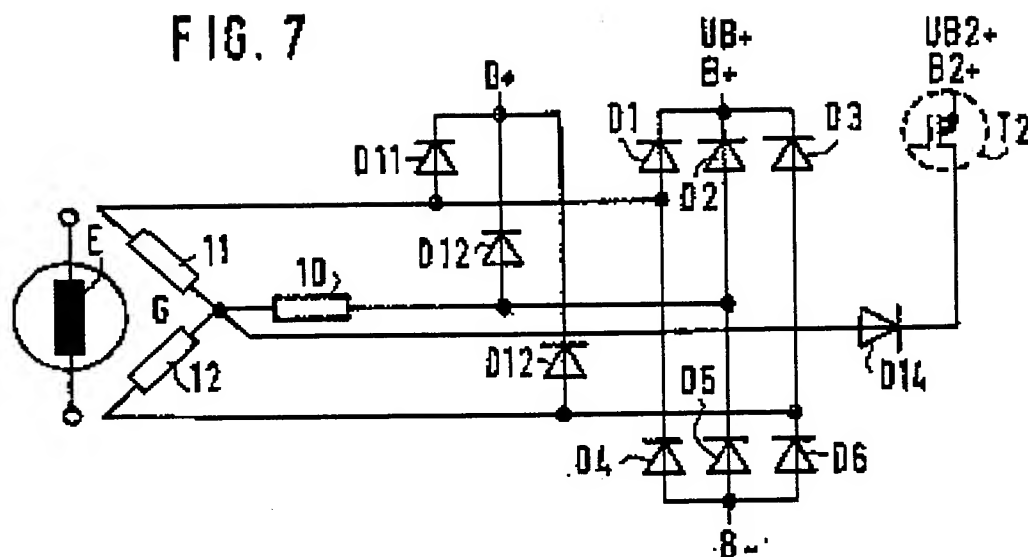 FIG. 7
D+
UB+
B+
UB2+
B2+
D1
D3
T2
D11
D2
E
11
D12
10
G
12
D12
D5
D14
D4
D6
B-